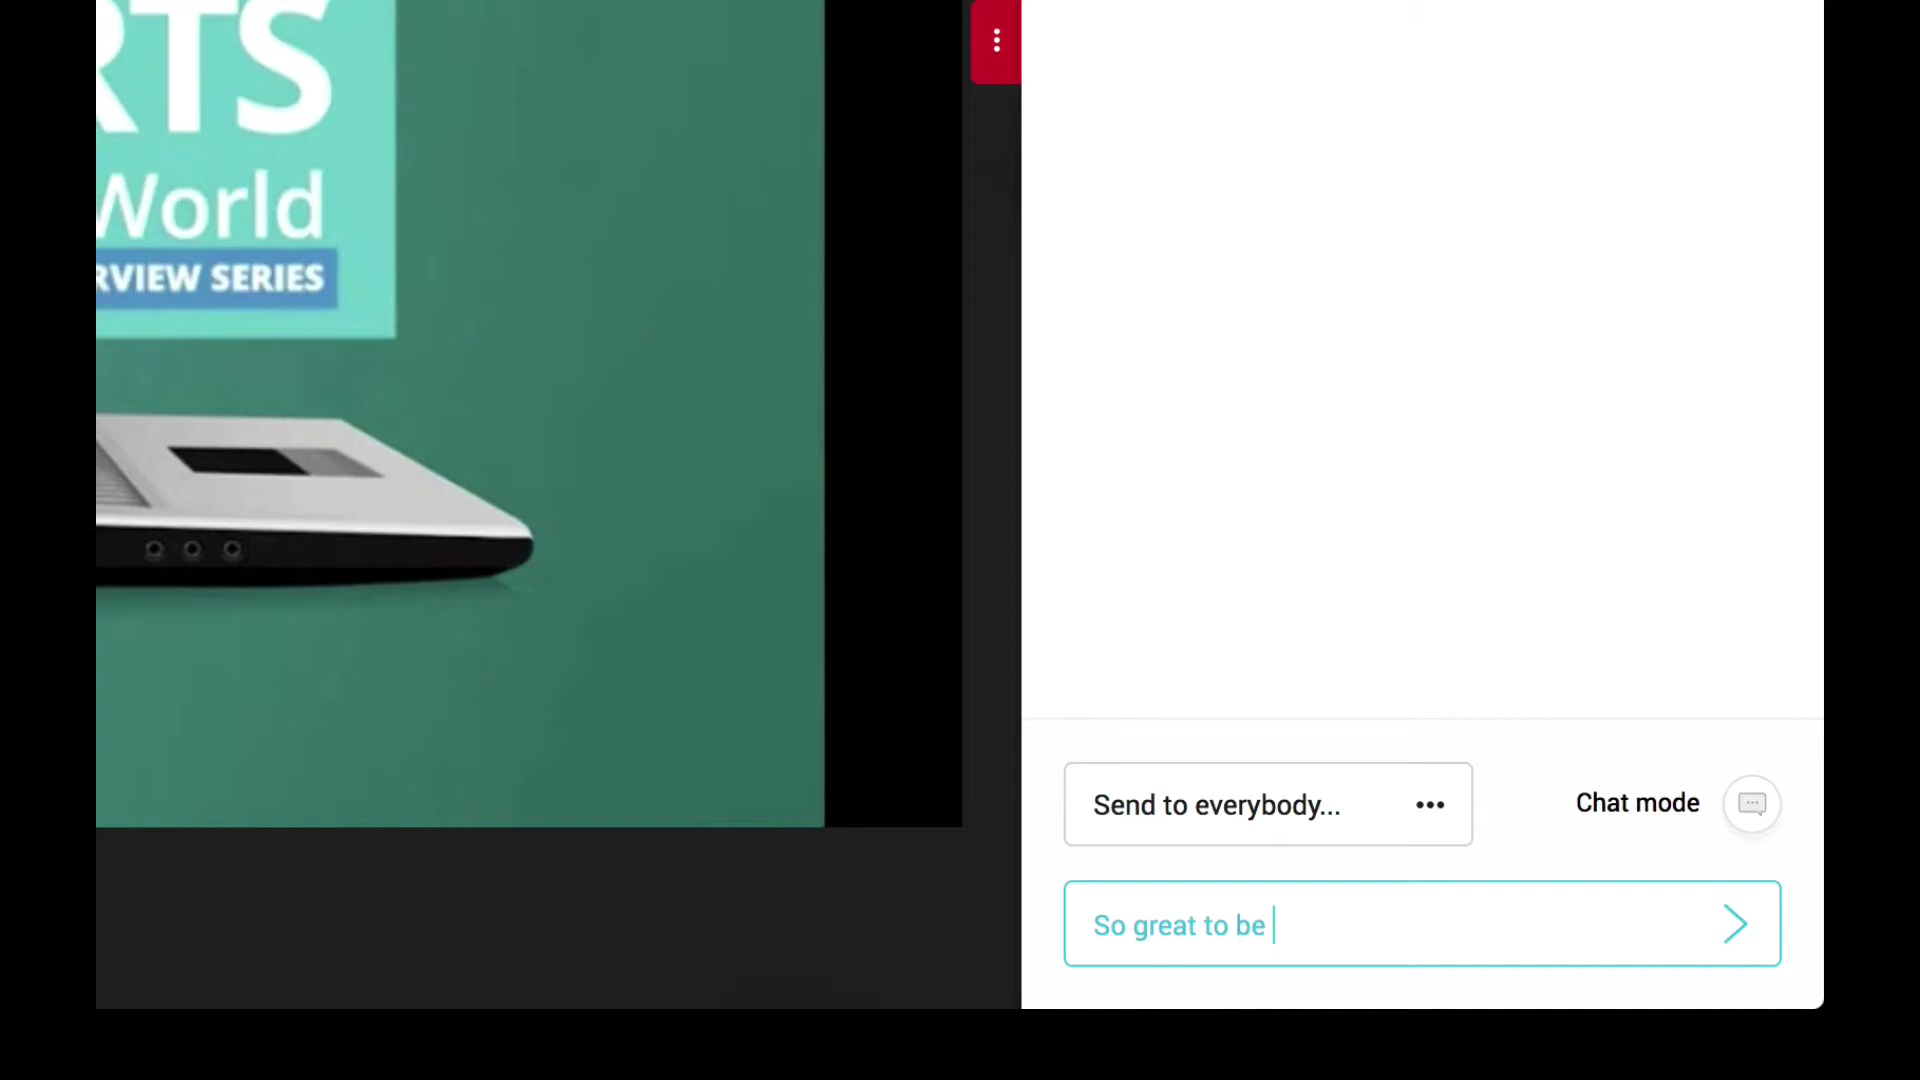 RTS
World
RVIEW SERIES
Send to everybody...
Chat mode
So great to be